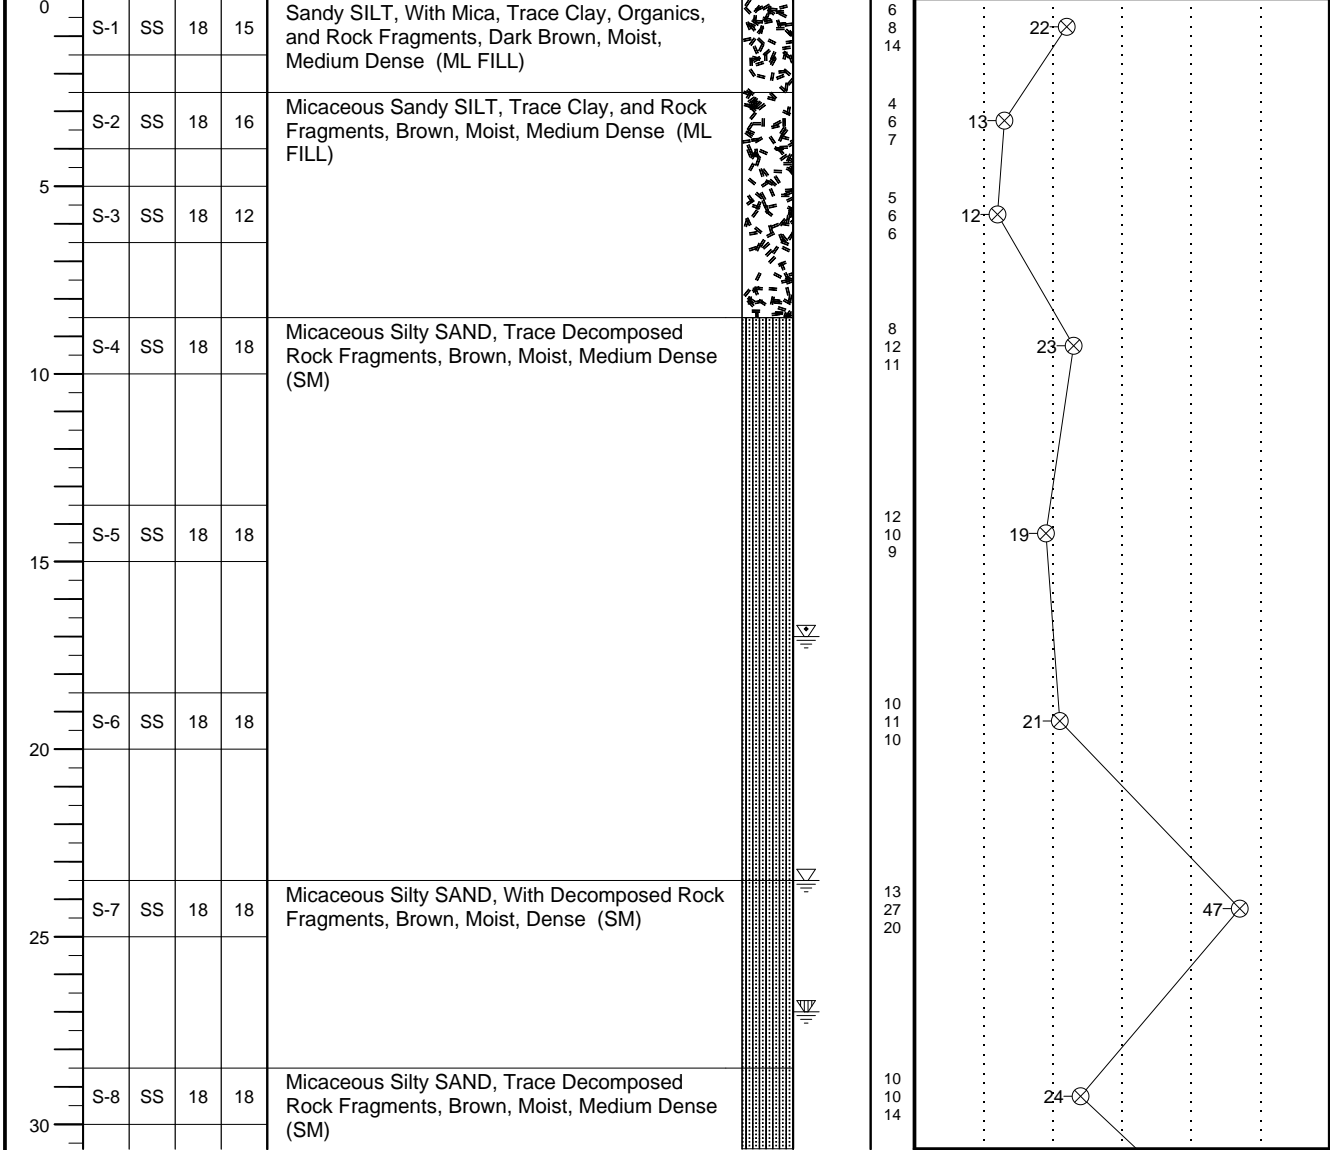 0
S-1 SS 18 15
Sandy SILT, With Mica, Trace Clay, Organics,
and Rock Fragments, Dark Brown, Moist,
Medium Dense (ML FILL)
6
8
14
22
S-2 SS 18 16
Micaceous Sandy SILT, Trace Clay, and Rock
Fragments, Brown, Moist, Medium Dense (ML
FILL)
4
6
7
13
5
S-3 SS 18 12
5
6
6
12
S-4 SS 18 18
Micaceous Silty SAND, Trace Decomposed
Rock Fragments, Brown, Moist, Medium Dense
(SM)
8
12
11
23
10
S-5 SS 18 18
12
10
9
19
15
S-6 SS 18 18
10
11
10
21
20
S-7 SS 18 18
Micaceous Silty SAND, With Decomposed Rock
Fragments, Brown, Moist, Dense (SM)
13
27
20
47
25
S-8 SS 18 18
Micaceous Silty SAND, Trace Decomposed
Rock Fragments, Brown, Moist, Medium Dense
(SM)
10
10
14
24
30